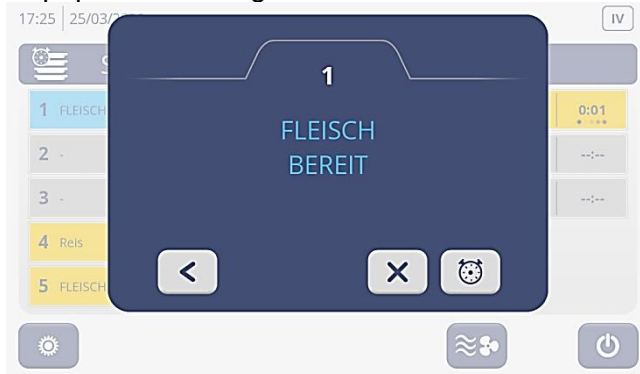 17:25 25/03/
IV
1
1 FLEISCH
0:01
FLEISCH
BEREIT
2 -
--:--
3 -
--:--
4 Reis
5 FLEISCH